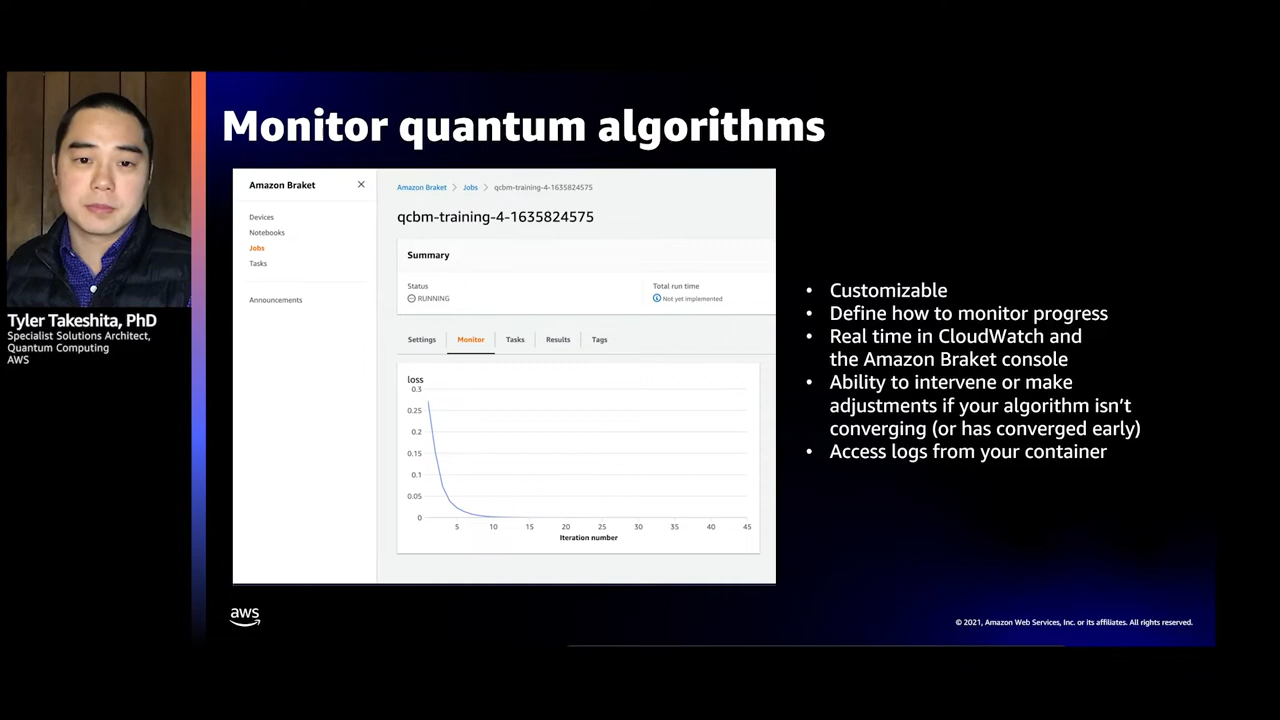 Monitor quantum algorithms
Tyler Takeshita, PhD
Specialist Solutions Architect,
Quantum Computing
AWS
Amazon Braket
Devices
Notebooks
Jobs
Tasks
Announcements
Amazon Braket > Jobs > qcbm-training-4-1635824575
qcbm-training-4-1635824575
Summary
Status
RUNNING
Total run time
Not yet implemented
Settings Monitor Tasks Results Tags
loss
0.3
0.25
0.2
0.15
0.1
0.05
0
5 10 15 20 25 30 35 40 45
Iteration number
• Customizable
• Define how to monitor progress
• Real time in CloudWatch and
the Amazon Braket console
• Ability to intervene or make
adjustments if your algorithm isn't
converging (or has converged early)
• Access logs from your container
aws
© 2021, Amazon Web Services, Inc. or its affiliates. All rights reserved.